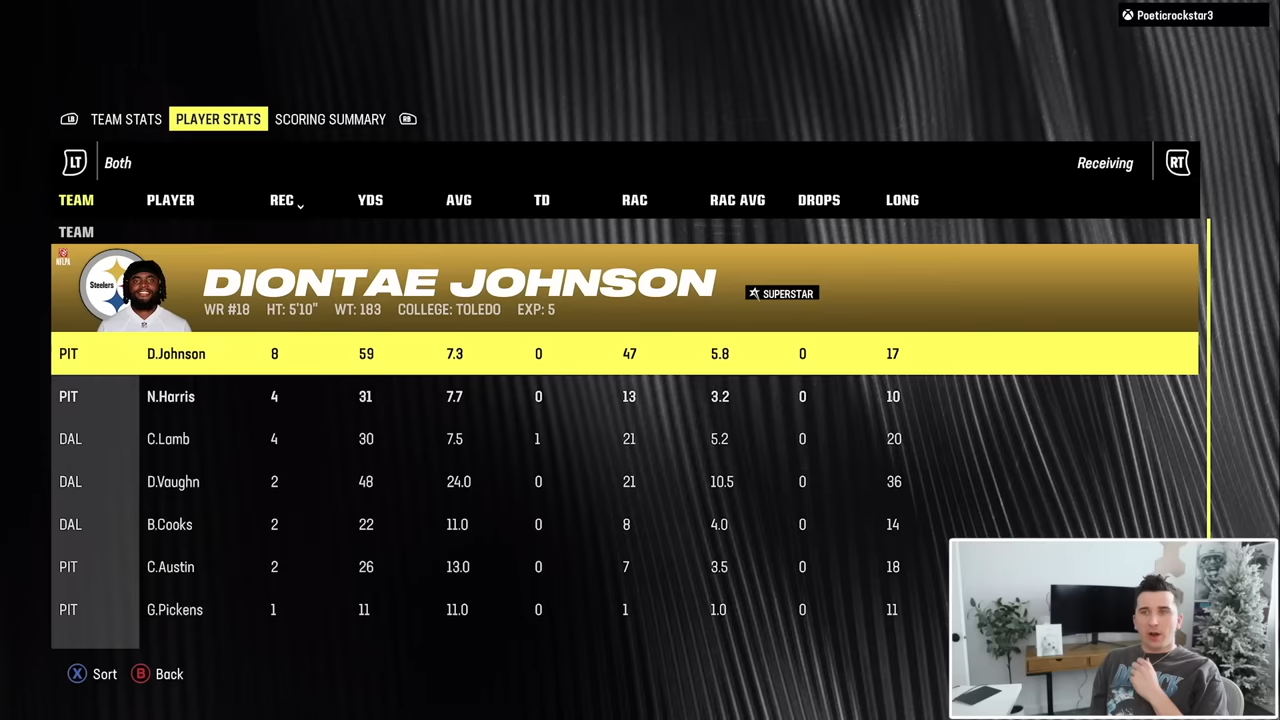 Poeticrockstar3
LB TEAM STATS PLAYER STATS SCORING SUMMARY RB
LT Both Receiving RT
TEAM PLAYER REC YDS AVG TD RAC RAC AVG DROPS LONG
TEAM
NFLPA
Steelers
DIONTAE JOHNSON
SUPERSTAR
WR #18 HT: 5'10" WT: 183 COLLEGE: TOLEDO EXP: 5
PIT D.Johnson 8 59 7.3 0 47 5.8 0 17
PIT N.Harris 4 31 7.7 0 13 3.2 0 10
DAL C.Lamb 4 30 7.5 1 21 5.2 0 20
DAL D.Vaughn 2 48 24.0 0 21 10.5 0 36
DAL B.Cooks 2 22 11.0 0 8 4.0 0 14
PIT C.Austin 2 26 13.0 0 7 3.5 0 18
PIT G.Pickens 1 11 11.0 0 1 1.0 0 11
X Sort B Back